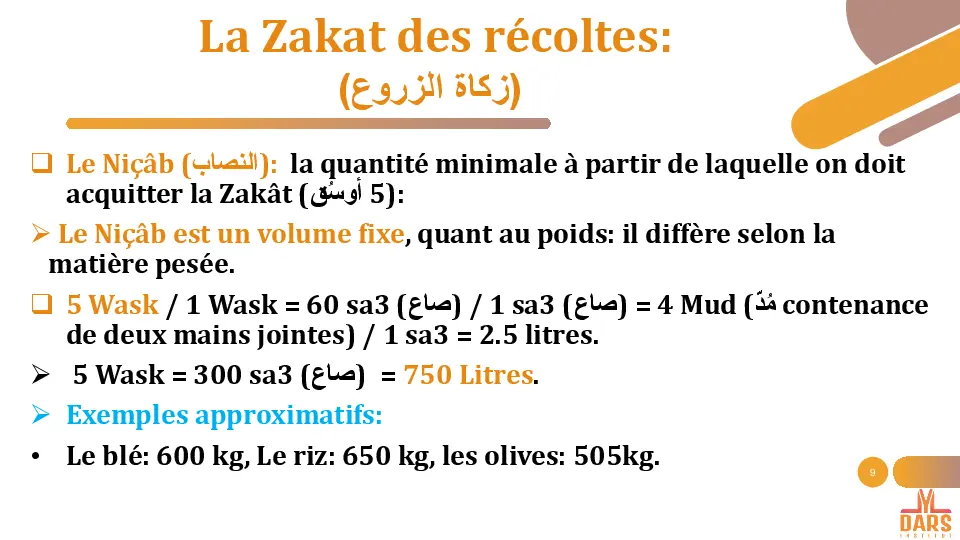 La Zakat des récoltes:
(زكاة الزروع)
❑ Le Niçâb (النصاب): la quantité minimale à partir de laquelle on doit
acquitter la Zakât (5 أوسُق):
➢ Le Niçâb est un volume fixe, quant au poids: il diffère selon la
matière pesée.
❑ 5 Wask / 1 Wask = 60 sa3 (صاع) / 1 sa3 (صاع) = 4 Mud (مُدّ contenance
de deux mains jointes) / 1 sa3 = 2.5 litres.
➢ 5 Wask = 300 sa3 (صاع) = 750 Litres.
➢ Exemples approximatifs:
• Le blé: 600 kg, Le riz: 650 kg, les olives: 505kg.
9
DARS
INSTITUT